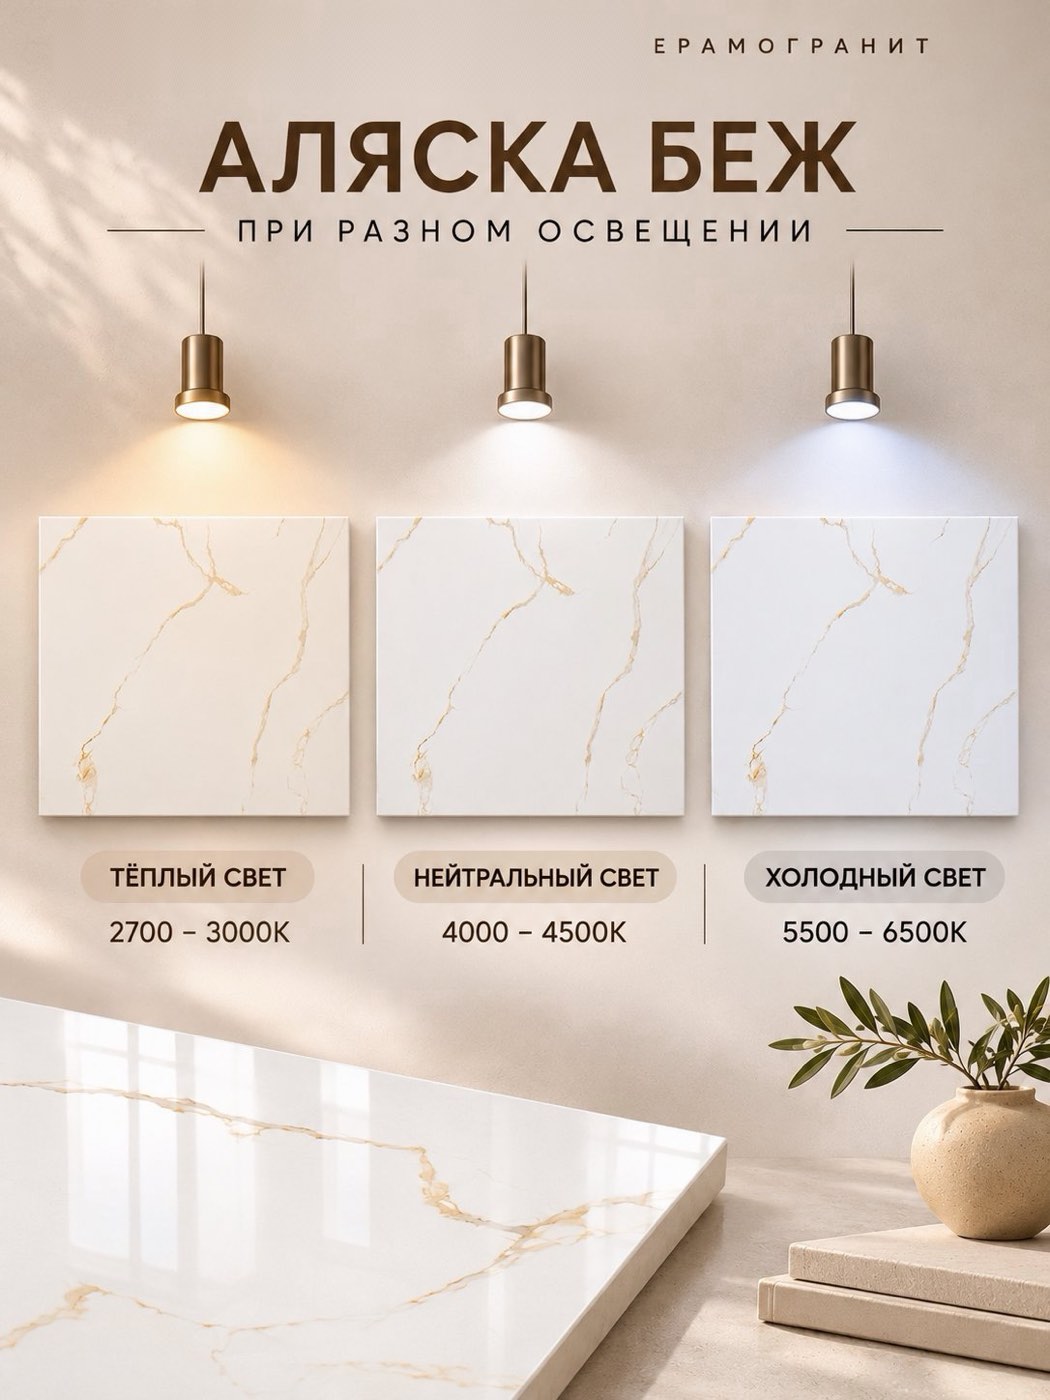 ЕРАМОГРАНИТ
АЛЯСКА БЕЖ
ПРИ РАЗНОМ ОСВЕЩЕНИИ
ТЁПЛЫЙ СВЕТ
2700 – 3000K
НЕЙТРАЛЬНЫЙ СВЕТ
4000 – 4500K
ХОЛОДНЫЙ СВЕТ
5500 – 6500K